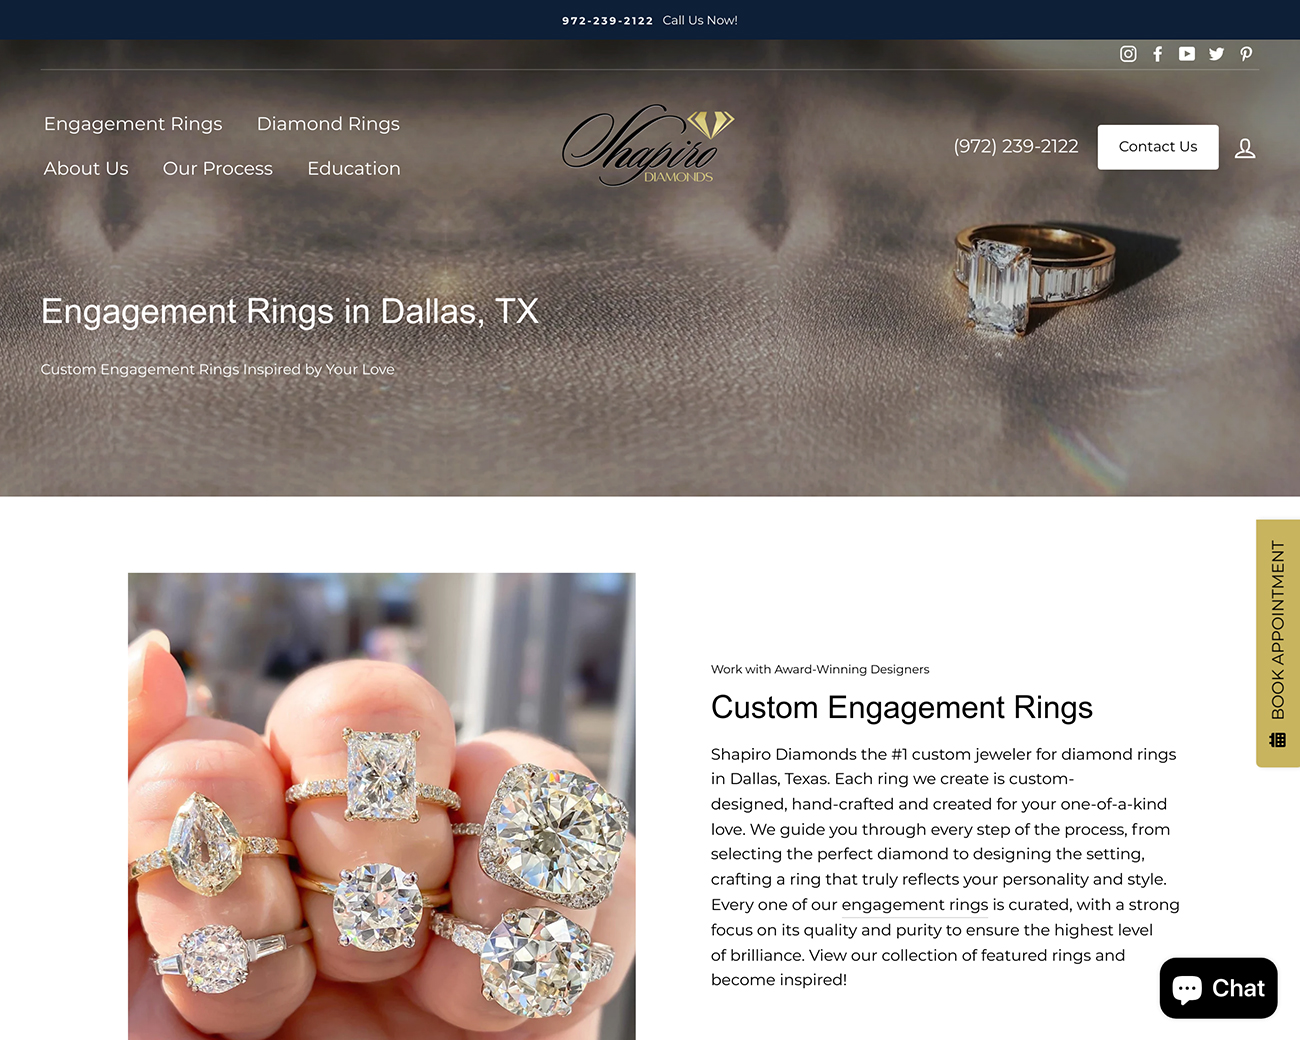 972-239-2122 Call Us Now!
Engagement Rings Diamond Rings
About Us Our Process Education
Shapiro
DIAMONDS
(972) 239-2122
Contact Us
Engagement Rings in Dallas, TX
Custom Engagement Rings Inspired by Your Love
BOOK APPOINTMENT
Work with Award-Winning Designers
Custom Engagement Rings
Shapiro Diamonds the #1 custom jeweler for diamond rings
in Dallas, Texas. Each ring we create is custom-
designed, hand-crafted and created for your one-of-a-kind
love. We guide you through every step of the process, from
selecting the perfect diamond to designing the setting,
crafting a ring that truly reflects your personality and style.
Every one of our engagement rings is curated, with a strong
focus on its quality and purity to ensure the highest level
of brilliance. View our collection of featured rings and
become inspired!
Chat